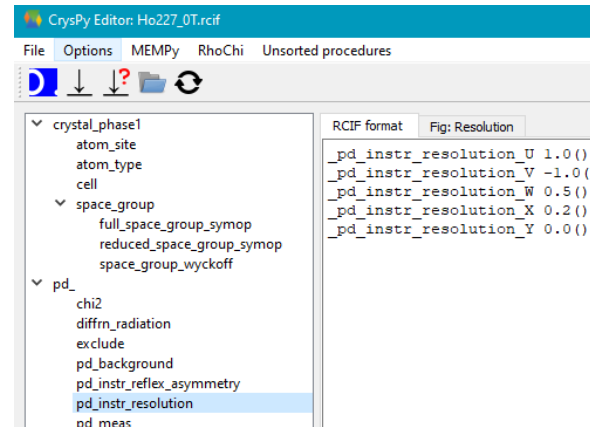 CrysPy Editor: Ho227_0T.rcif
File Options MEMPy RhoChi Unsorted procedures
?
crystal_phase1
atom_site
atom_type
cell
space_group
full_space_group_symop
reduced_space_group_symop
space_group_wyckoff
pd_
chi2
diffrn_radiation
exclude
pd_background
pd_instr_reflex_asymmetry
pd_instr_resolution
pd_meas
RCIF format Fig: Resolution
_pd_instr_resolution_U 1.0()
_pd_instr_resolution_V -1.0(
_pd_instr_resolution_W 0.5()
_pd_instr_resolution_X 0.2()
_pd_instr_resolution_Y 0.0()